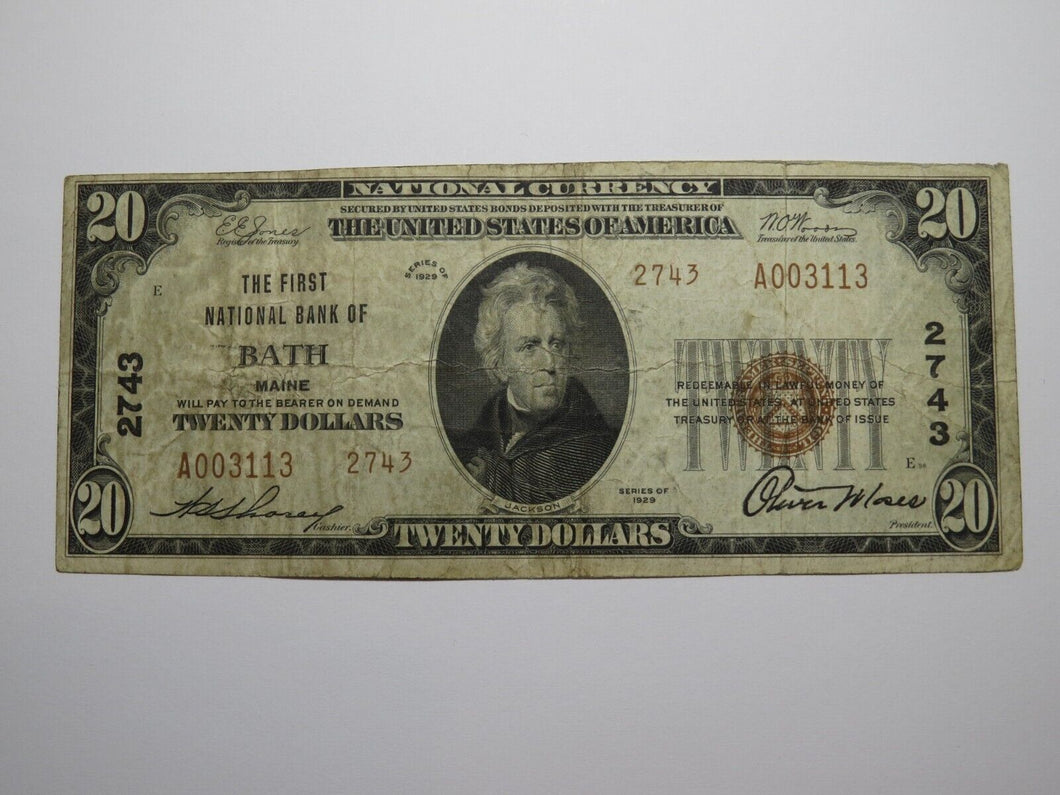 NATIONAL CURRENCY
SECURED BY UNITED STATES BONDS DEPOSITED WITH THE TREASURER OF
THE UNITED STATES OF AMERICA
20
20
E.E. Jones
Register of the Treasury.
W.O. Woods
Treasurer of the United States.
SERIES OF
1929
2743 A003113
E
THE FIRST
NATIONAL BANK OF
BATH
MAINE
WILL PAY TO THE BEARER ON DEMAND
TWENTY DOLLARS
A003113 2743
2743
2743
TWENTY
REDEEMABLE IN LAWFUL MONEY OF
THE UNITED STATES, AT UNITED STATES
TREASURY OR AT THE BANK OF ISSUE
E
SERIES OF
1929
JACKSON
Cashier.
Oliver Moses
President.
20
20
TWENTY DOLLARS